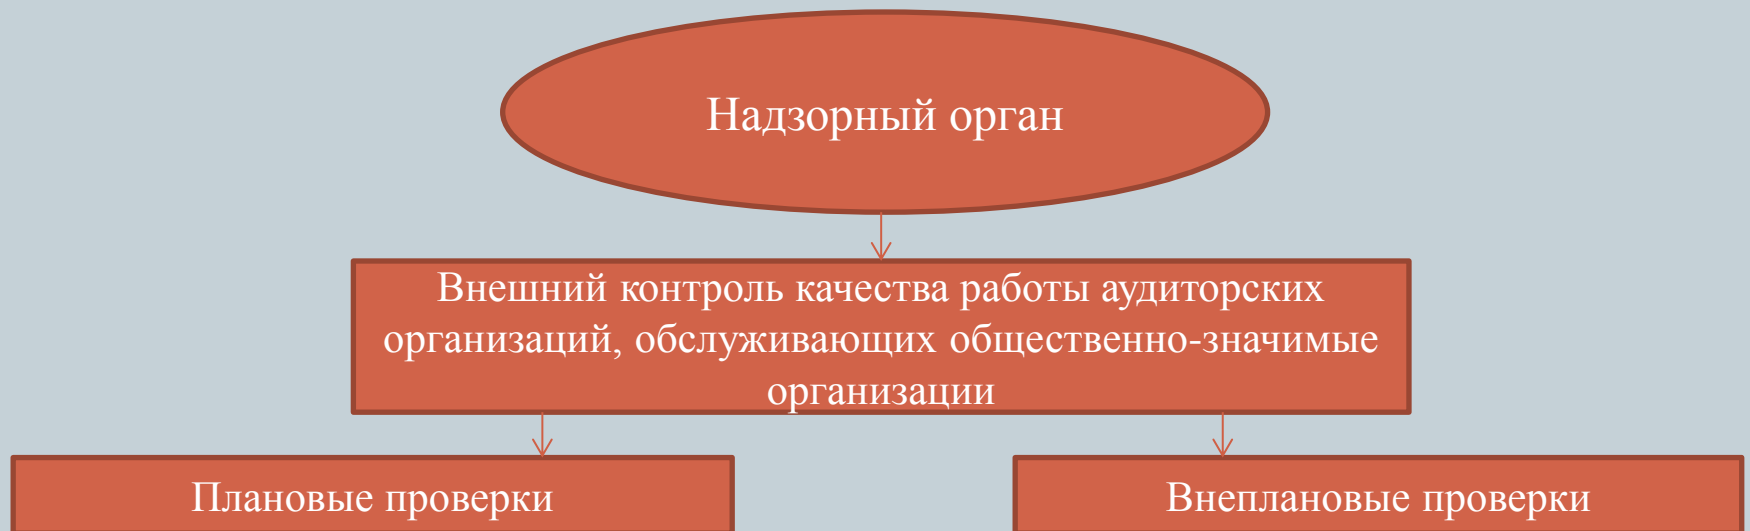 Надзорный орган
Внешний контроль качества работы аудиторских
организаций, обслуживающих общественно-значимые
организации
Плановые проверки
Внеплановые проверки